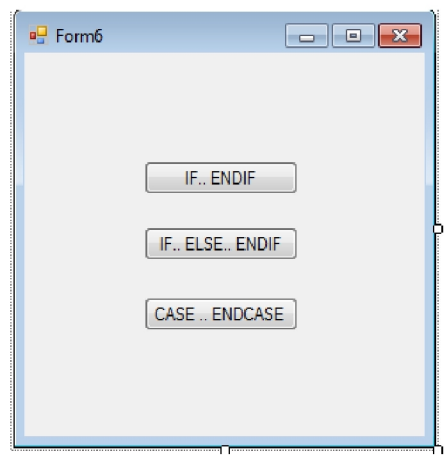 Form6
IF.. ENDIF
IF.. ELSE.. ENDIF
CASE .. ENDCASE